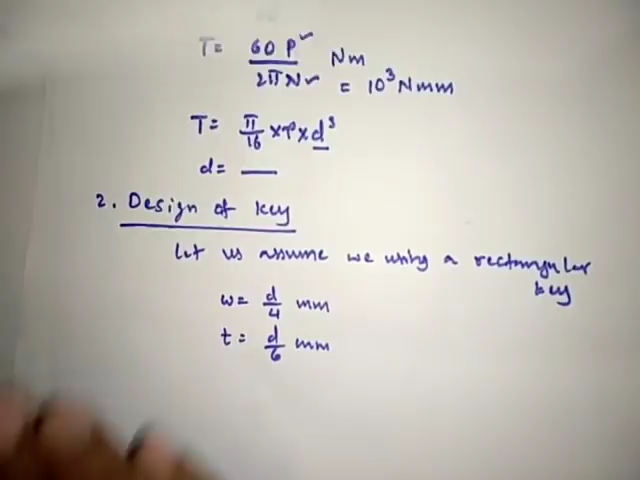 T= 60 P / 2πN Nm
= 10³ Nmm
T= π/16 ×τ×d³
d= —
2. Design of key
Let us assume we using a rectangular
key
w= d/4 mm
t= d/6 mm